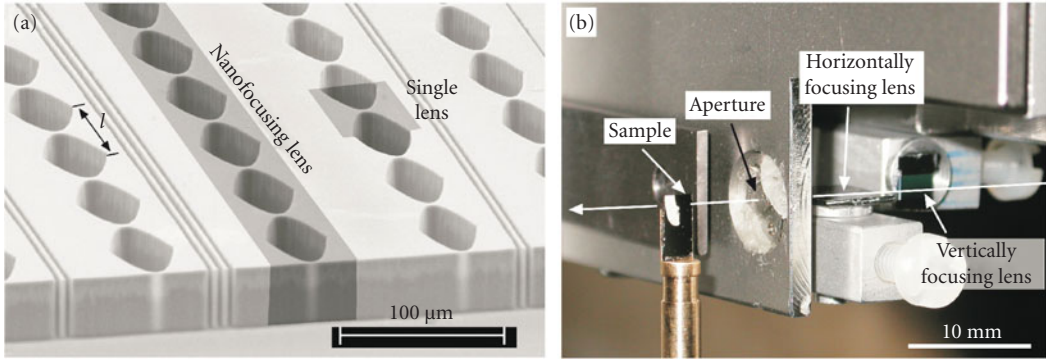 (a)
l
Nanofocusing lens
Single
lens
100 μm
(b)
Horizontally
focusing lens
Aperture
Sample
Vertically
focusing lens
10 mm